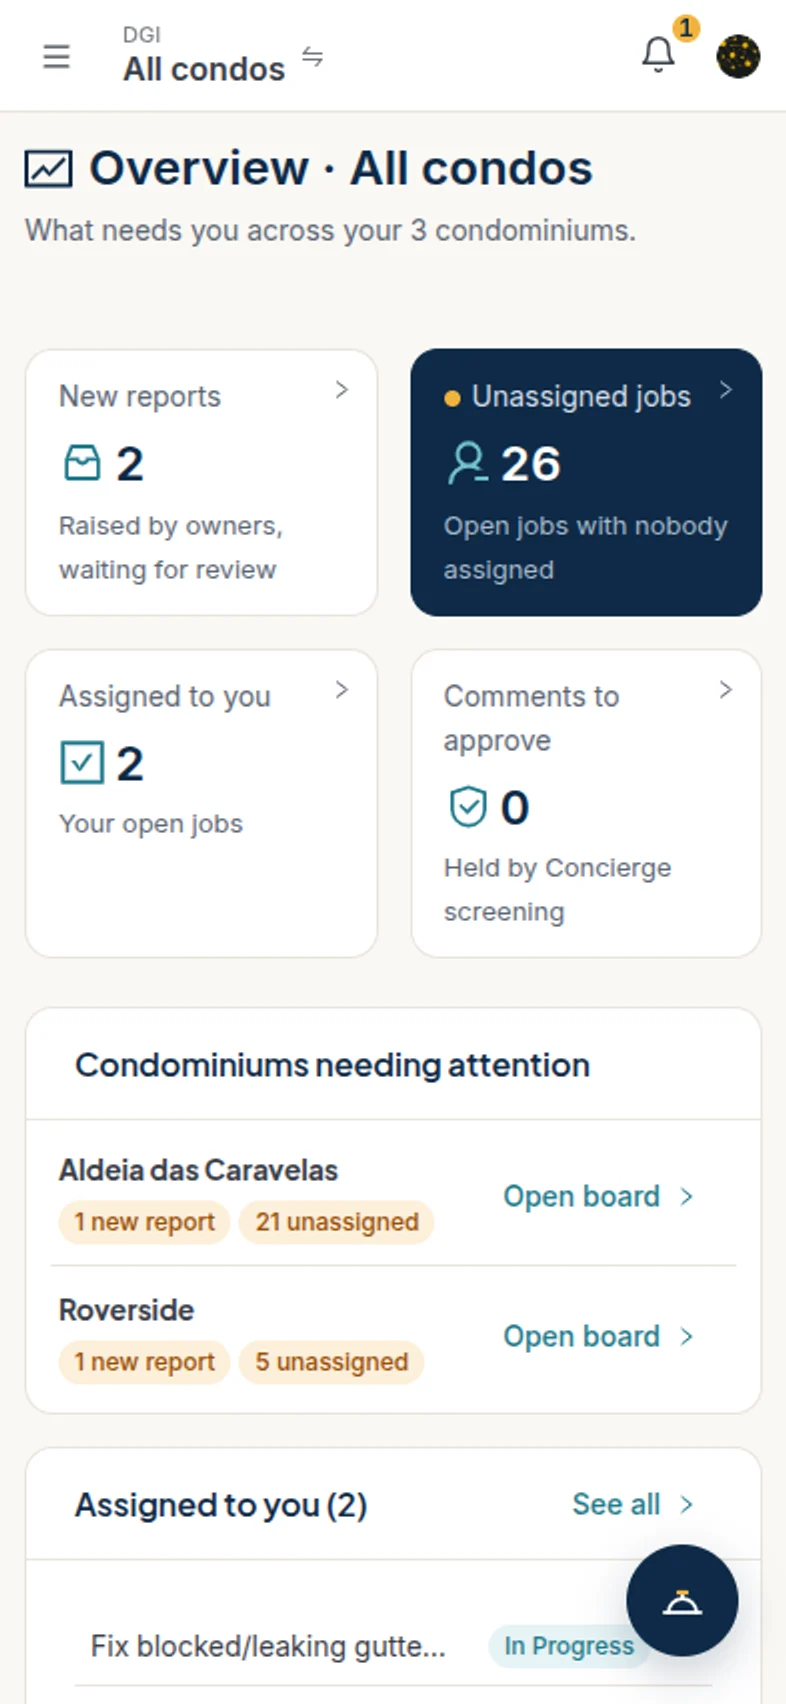 DGI
All condos
1
Overview · All condos
What needs you across your 3 condominiums.
New reports
2
Raised by owners,
waiting for review
Unassigned jobs
26
Open jobs with nobody
assigned
Assigned to you
2
Your open jobs
Comments to
approve
0
Held by Concierge
screening
Condominiums needing attention
Aldeia das Caravelas
1 new report 21 unassigned
Open board
Roverside
1 new report 5 unassigned
Open board
Assigned to you (2) See all
Fix blocked/leaking gutte... In Progress